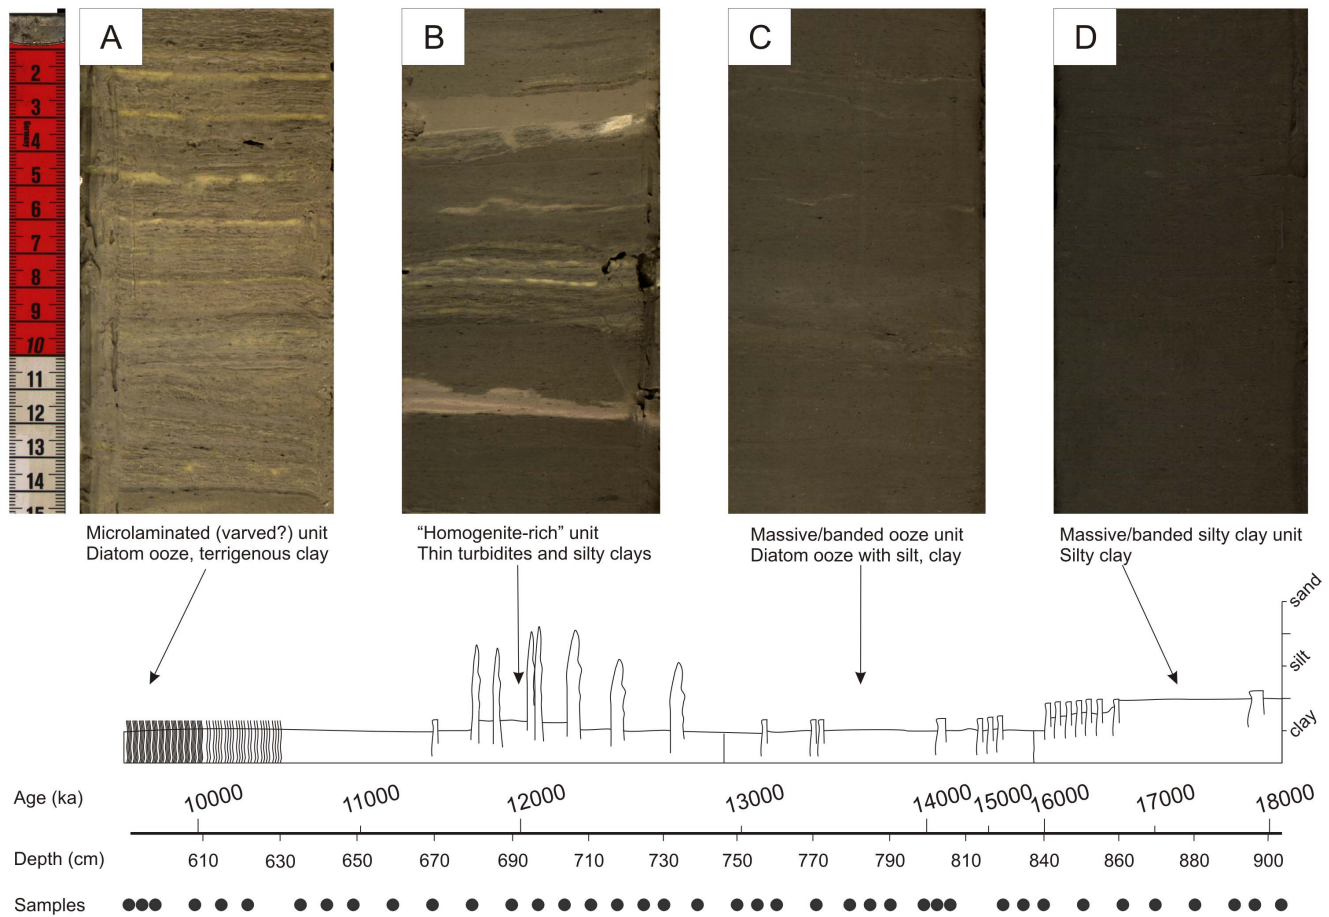 A
B
C
D
2
3
Germany
4
5
6
7
8
9
10
11
12
13
14
15
Microlaminated (varved?) unit
Diatom ooze, terrigenous clay
“Homogenite-rich” unit
Thin turbidites and silty clays
Massive/banded ooze unit
Diatom ooze with silt, clay
Massive/banded silty clay unit
Silty clay
sand
silt
clay
Age (ka)
10000 11000 12000 13000 14000 15000 16000 17000 18000
Depth (cm)
610 630 650 670 690 710 730 750 770 790 810 840 860 880 900
Samples